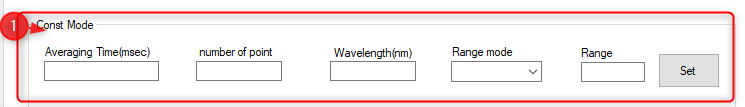 1
Const Mode
Averaging Time(msec) number of point Wavelength(nm) Range mode Range
Set